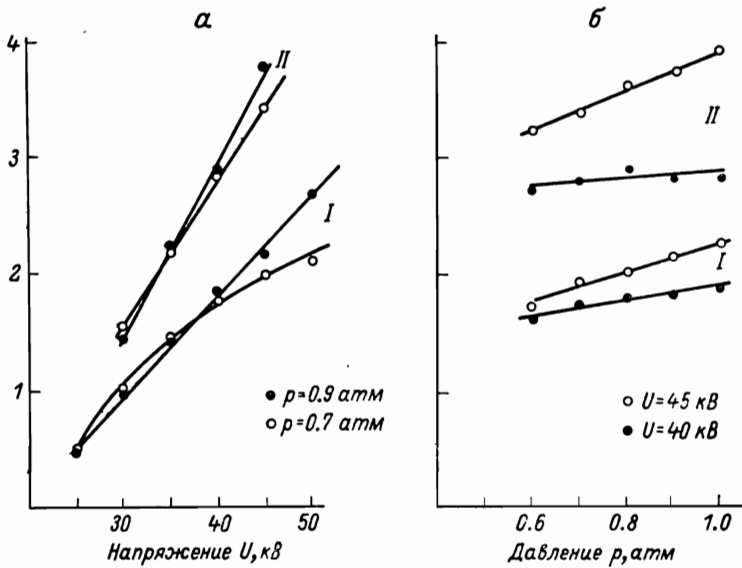 а
б
4
3
2
1
II
I
II
I
p=0.9 атм
p=0.7 атм
U=45 кВ
U=40 кВ
30 40 50
0.6 0.8 1.0
Напряжение U, кВ
Давление p, атм